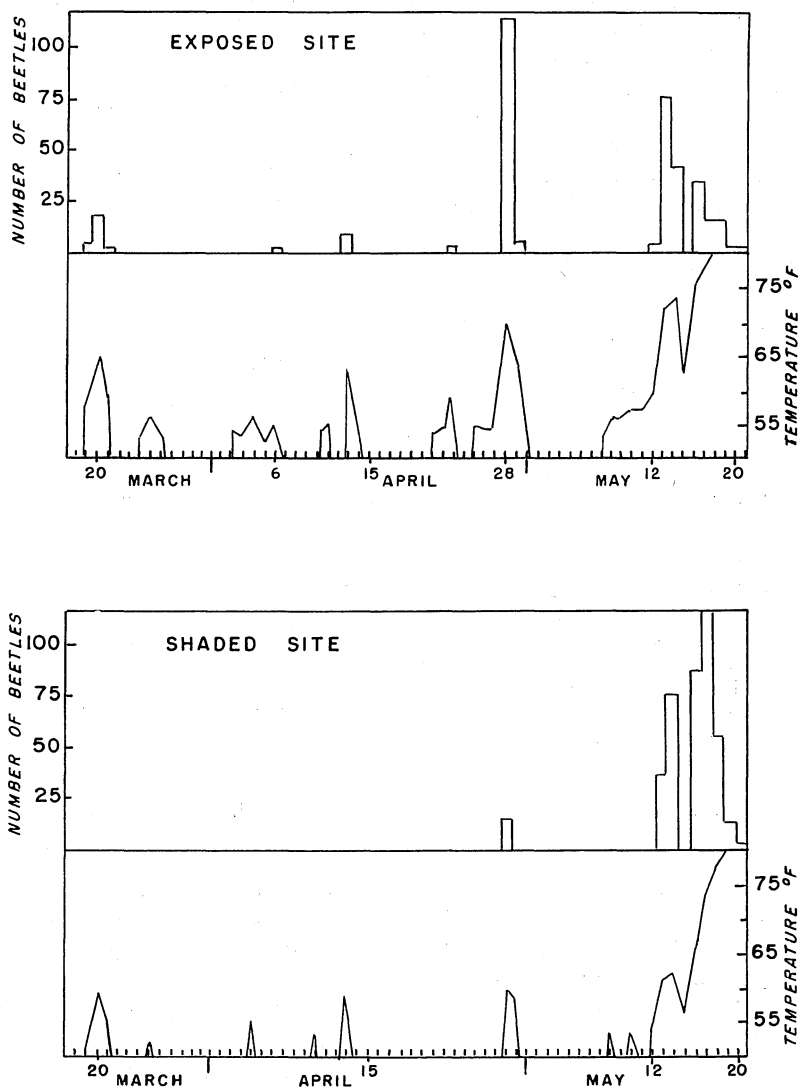 EXPOSED SITE
NUMBER OF BEETLES
100
75
50
25
75°F
65
55
TEMPERATURE
20 6 15 28 12 20
MARCH APRIL MAY
SHADED SITE
NUMBER OF BEETLES
100
75
50
25
75°F
65
55
TEMPERATURE
20 15 12 20
MARCH APRIL MAY